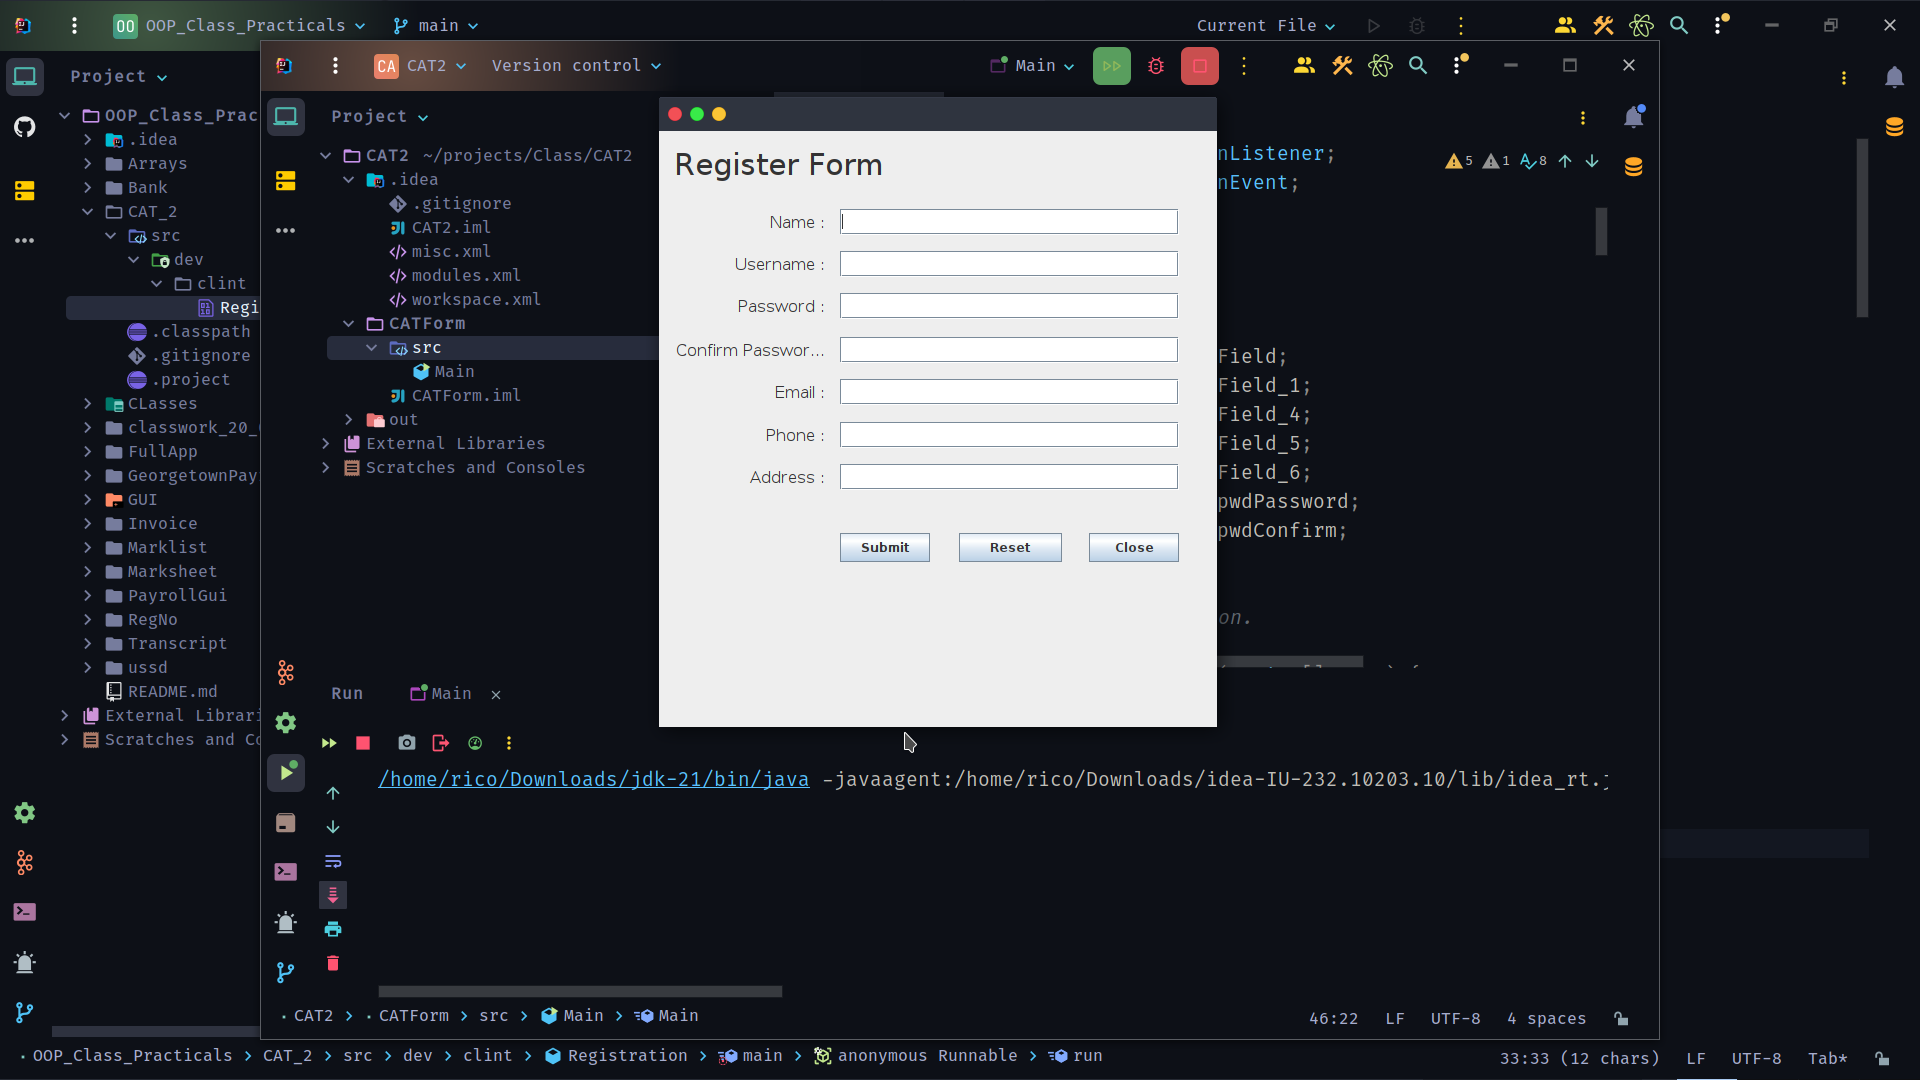 OO OOP_Class_Practicals main Current File
Project
OOP_Class_Prac
.idea
Arrays
Bank
CAT_2
src
dev
clint
Regi
.classpath
.gitignore
.project
CLasses
classwork_20_
FullApp
GeorgetownPay
GUI
Invoice
Marklist
Marksheet
PayrollGui
RegNo
Transcript
ussd
README.md
External Librari
Scratches and Co
CA CAT2 Version control Main
Project
CAT2 ~/projects/Class/CAT2
.idea
.gitignore
CAT2.iml
misc.xml
modules.xml
workspace.xml
CATForm
src
Main
CATForm.iml
out
External Libraries
Scratches and Consoles
Register Form
Name :
Username :
Password :
Confirm Passwor...
Email :
Phone :
Address :
Submit Reset Close
nListener;
nEvent;
5 1 8
Field;
Field_1;
Field_4;
Field_5;
Field_6;
pwdPassword;
pwdConfirm;
on.
Run Main
/home/rico/Downloads/jdk-21/bin/java -javaagent:/home/rico/Downloads/idea-IU-232.10203.10/lib/idea_rt.j
CAT2 CATForm src Main Main 46:22 LF UTF-8 4 spaces
OOP_Class_Practicals CAT_2 src dev clint Registration main anonymous Runnable run 33:33 (12 chars) LF UTF-8 Tab*